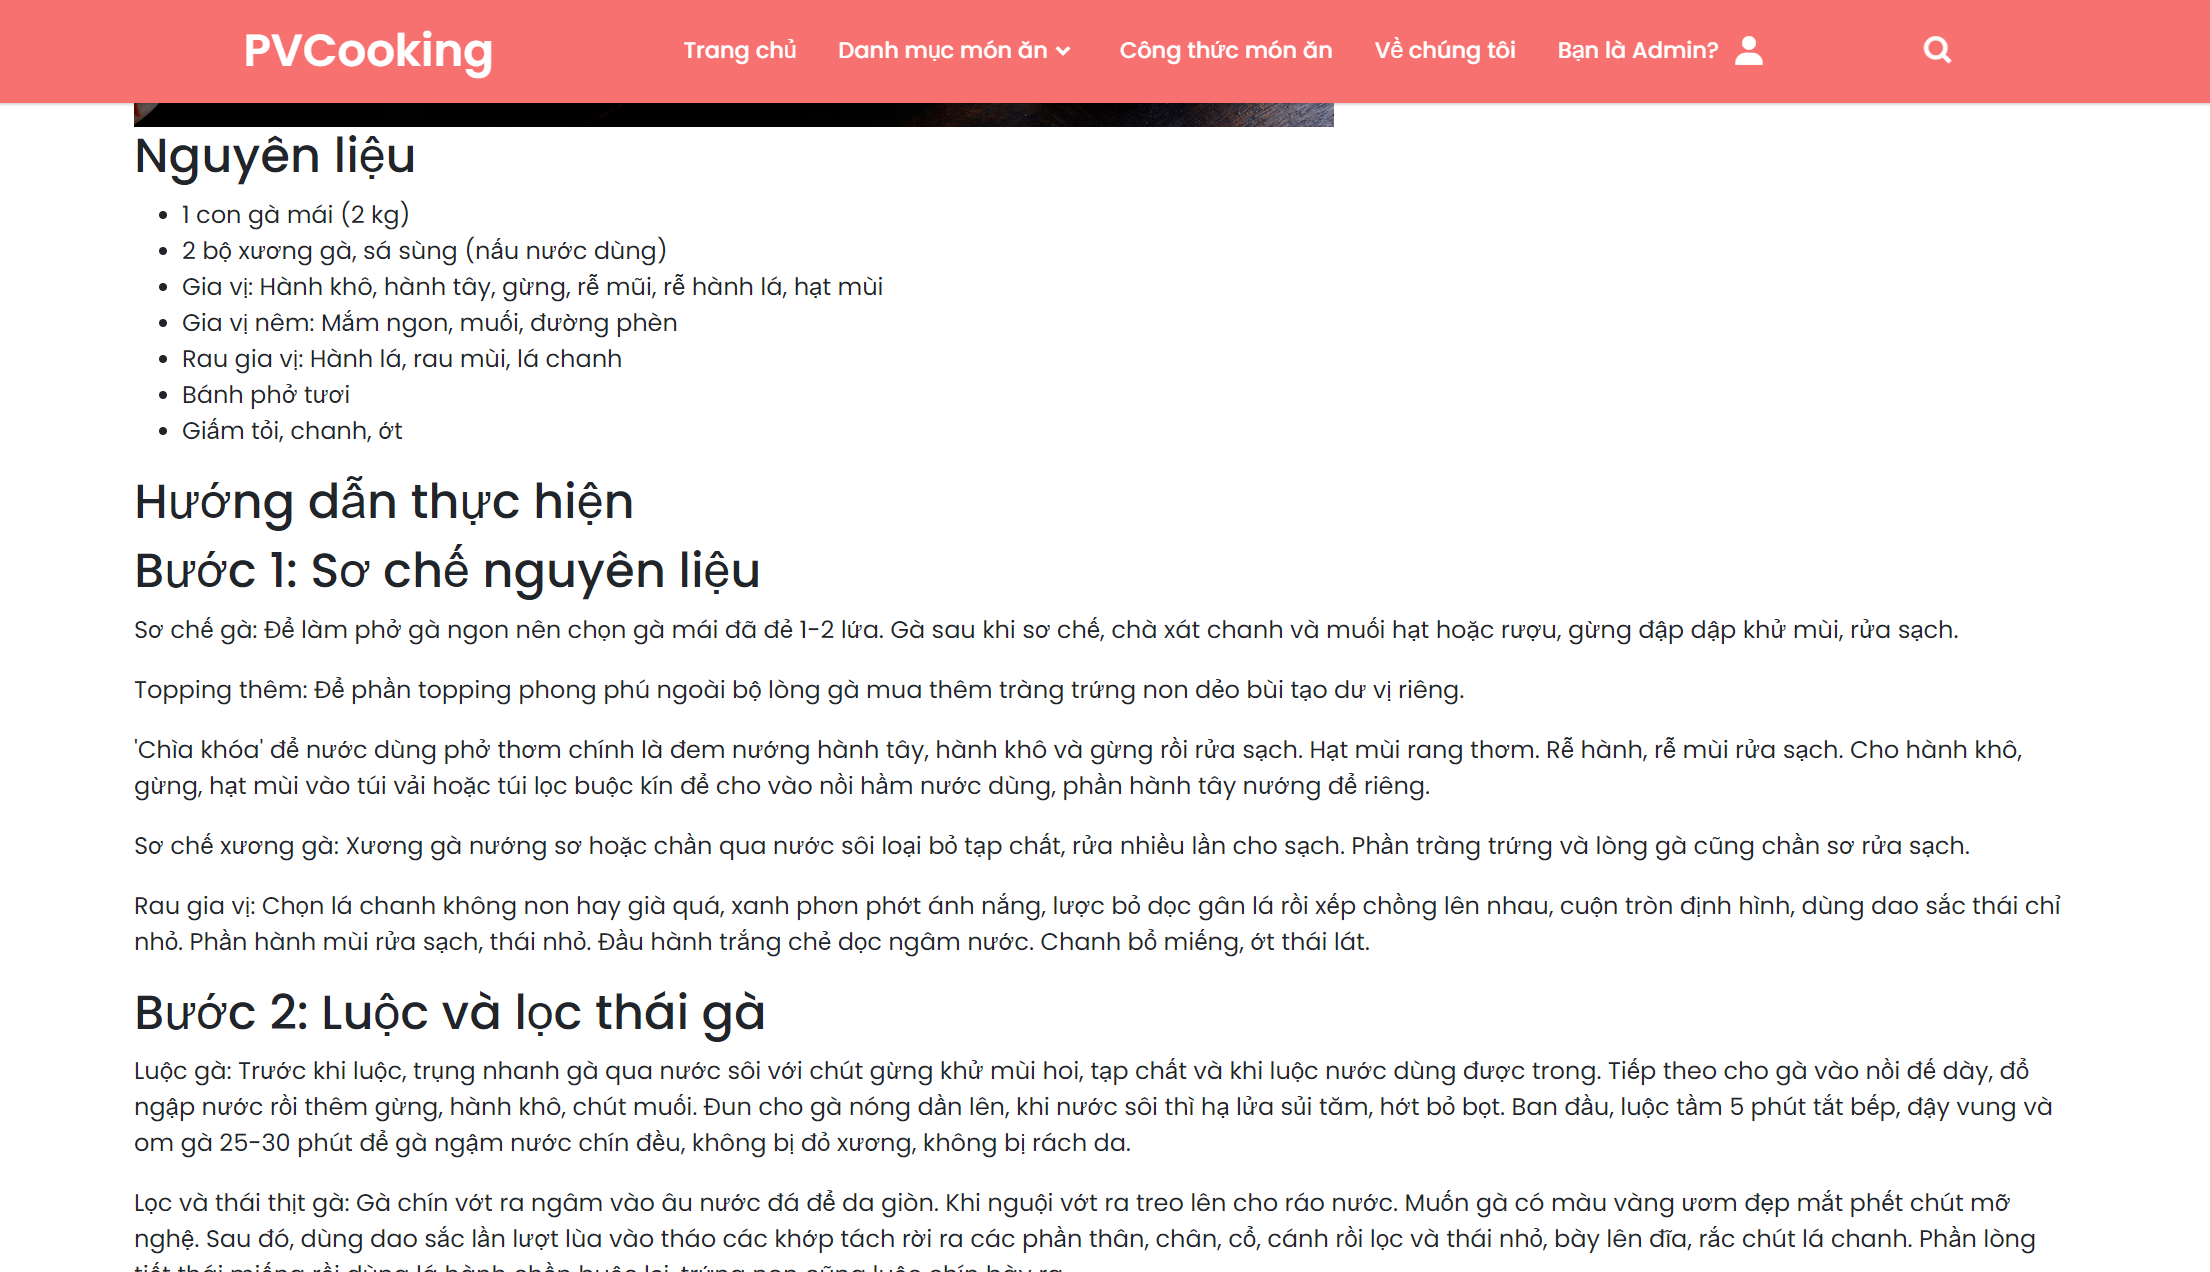 PVCooking
Trang chủ
Danh mục món ăn
Công thức món ăn
Về chúng tôi
Bạn là Admin?
Nguyên liệu
1 con gà mái (2 kg)
2 bộ xương gà, sá sùng (nấu nước dùng)
Gia vị: Hành khô, hành tây, gừng, rễ mũi, rễ hành lá, hạt mùi
Gia vị nêm: Mắm ngon, muối, đường phèn
Rau gia vị: Hành lá, rau mùi, lá chanh
Bánh phở tươi
Giấm tỏi, chanh, ớt
Hướng dẫn thực hiện
Bước 1: Sơ chế nguyên liệu
Sơ chế gà: Để làm phở gà ngon nên chọn gà mái đã đẻ 1-2 lứa. Gà sau khi sơ chế, chà xát chanh và muối hạt hoặc rượu, gừng đập dập khử mùi, rửa sạch.
Topping thêm: Để phần topping phong phú ngoài bộ lòng gà mua thêm tràng trứng non dẻo bùi tạo dư vị riêng.
'Chìa khóa' để nước dùng phở thơm chính là đem nướng hành tây, hành khô và gừng rồi rửa sạch. Hạt mùi rang thơm. Rễ hành, rễ mùi rửa sạch. Cho hành khô,
gừng, hạt mùi vào túi vải hoặc túi lọc buộc kín để cho vào nồi hầm nước dùng, phần hành tây nướng để riêng.
Sơ chế xương gà: Xương gà nướng sơ hoặc chần qua nước sôi loại bỏ tạp chất, rửa nhiều lần cho sạch. Phần tràng trứng và lòng gà cũng chần sơ rửa sạch.
Rau gia vị: Chọn lá chanh không non hay già quá, xanh phơn phớt ánh nắng, lược bỏ dọc gân lá rồi xếp chồng lên nhau, cuộn tròn định hình, dùng dao sắc thái chỉ
nhỏ. Phần hành mùi rửa sạch, thái nhỏ. Đầu hành trắng chẻ dọc ngâm nước. Chanh bổ miếng, ớt thái lát.
Bước 2: Luộc và lọc thái gà
Luộc gà: Trước khi luộc, trụng nhanh gà qua nước sôi với chút gừng khử mùi hoi, tạp chất và khi luộc nước dùng được trong. Tiếp theo cho gà vào nồi đế dày, đổ
ngập nước rồi thêm gừng, hành khô, chút muối. Đun cho gà nóng dần lên, khi nước sôi thì hạ lửa sủi tăm, hớt bỏ bọt. Ban đầu, luộc tầm 5 phút tắt bếp, đậy vung và
om gà 25-30 phút để gà ngậm nước chín đều, không bị đỏ xương, không bị rách da.
Lọc và thái thịt gà: Gà chín vớt ra ngâm vào âu nước đá để da giòn. Khi nguội vớt ra treo lên cho ráo nước. Muốn gà có màu vàng ươm đẹp mắt phết chút mỡ
nghệ. Sau đó, dùng dao sắc lần lượt lùa vào tháo các khớp tách rời ra các phần thân, chân, cổ, cánh rồi lọc và thái nhỏ, bày lên đĩa, rắc chút lá chanh. Phần lòng